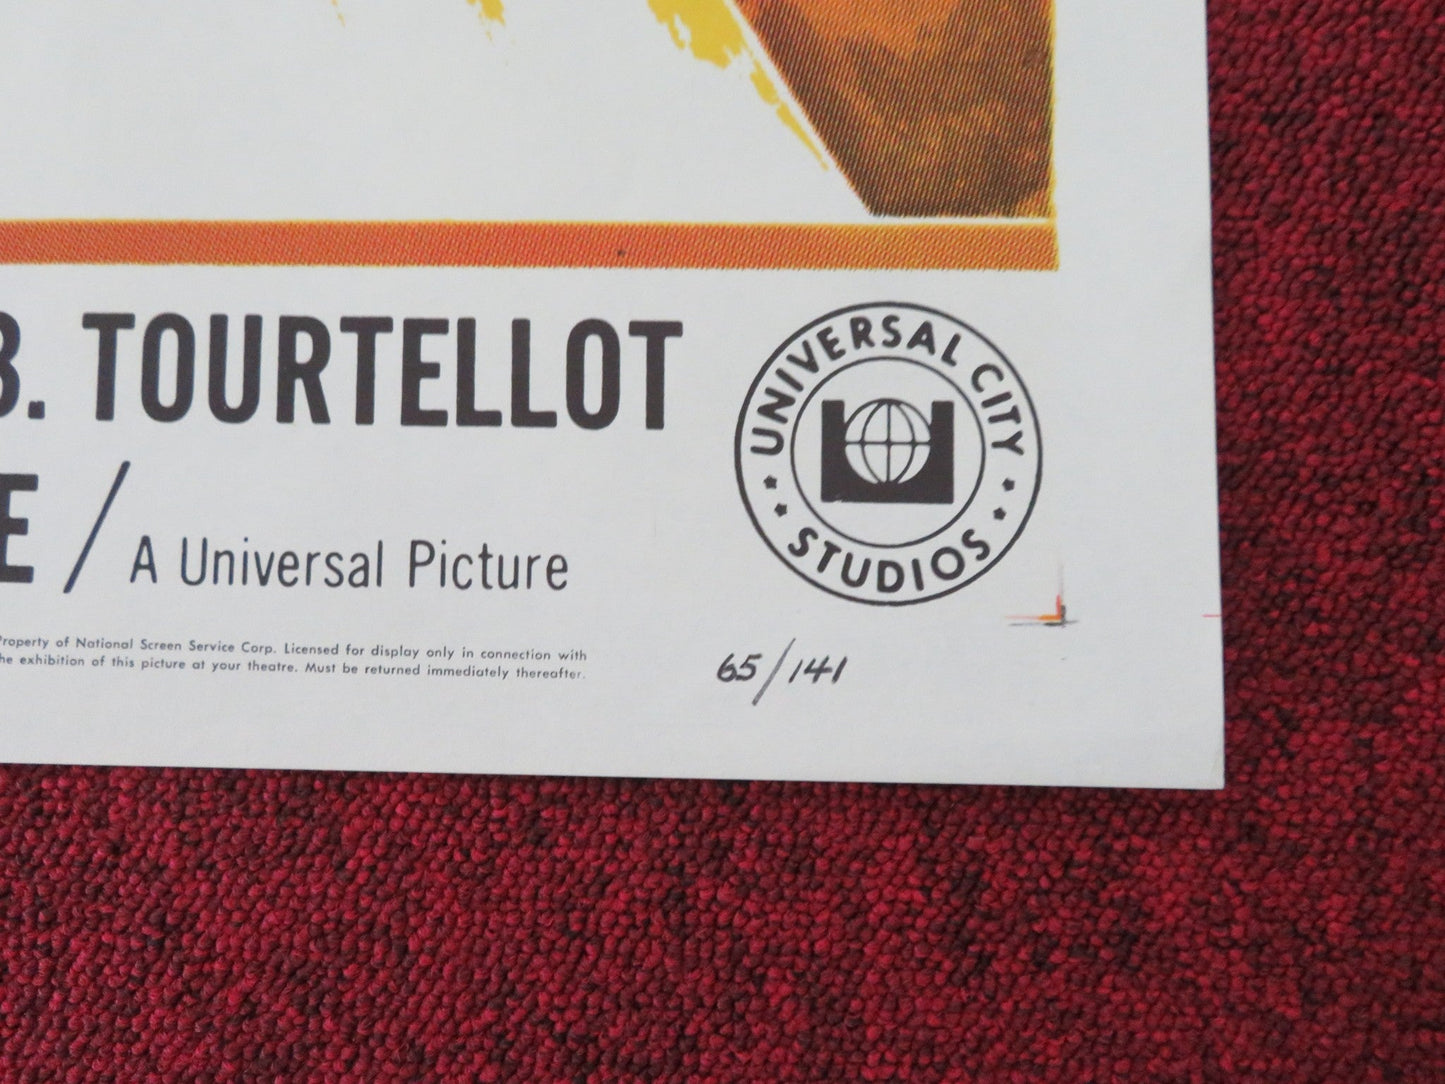 B. TOURTELLOT
E / A Universal Picture
UNIVERSAL CITY STUDIOS
Property of National Screen Service Corp. Licensed for display only in connection with
the exhibition of this picture at your theatre. Must be returned immediately thereafter.
65/141